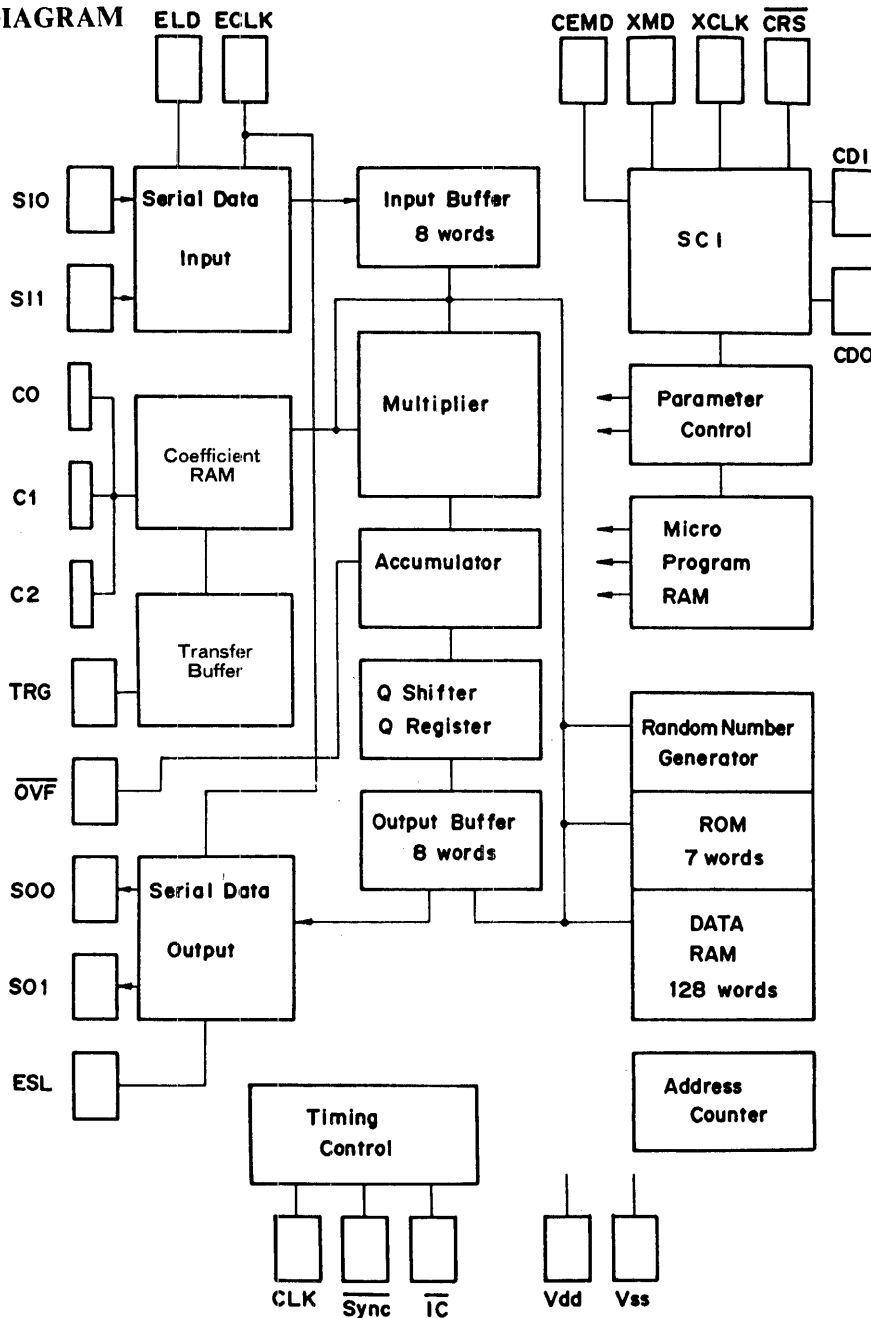 DIAGRAM
ELD ECLK
CEMD XMD XCLK CRS
CDI
SIO
Serial Data
Input
Input Buffer
8 words
SCI
SI1
CDO
CO
Coefficient
RAM
Multiplier
Parameter
Control
C1
Micro
Program
RAM
Accumulator
C2
Transfer
Buffer
TRG
Q Shifter
Q Register
Random Number
Generator
OVF
Output Buffer
8 words
ROM
7 words
SOO
Serial Data
Output
DATA
RAM
128 words
SO1
ESL
Timing
Control
Address
Counter
CLK Sync IC Vdd Vss